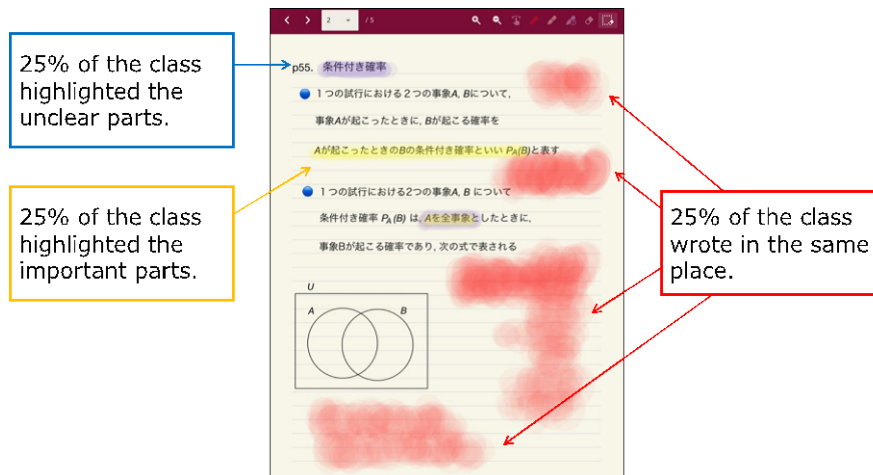 2
/ 5
25% of the class
highlighted the
unclear parts.
p55. 条件付き確率
1つの試行における2つの事象A, Bについて,
事象Aが起こったときに, Bが起こる確率を
Aが起こったときのBの条件付き確率といい PA(B)と表す
25% of the class
highlighted the
important parts.
1つの試行における2つの事象A, B について
条件付き確率 PA(B) は, Aを全事象としたときに,
事象Bが起こる確率であり, 次の式で表される
25% of the class
wrote in the same
place.
U
A
B